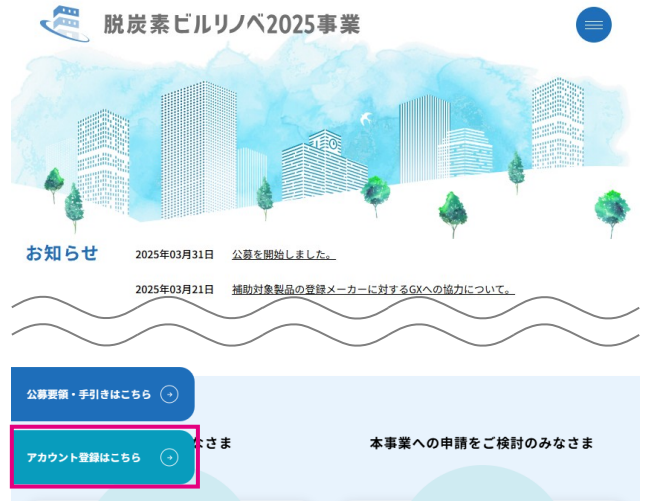 脱炭素ビルリノベ2025事業
お知らせ
2025年03月31日 公募を開始しました。
2025年03月21日 補助対象製品の登録メーカーに対するGXへの協力について。
公募要領・手引きはこちら
なさま
本事業への申請をご検討のみなさま
アカウント登録はこちら